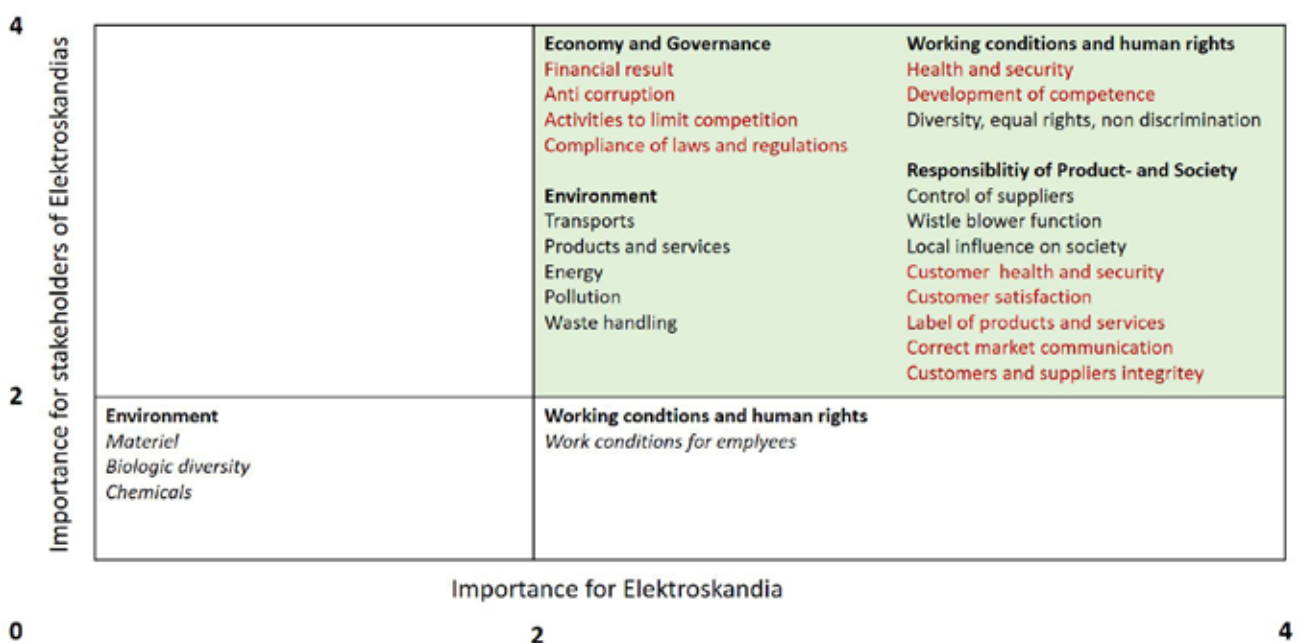 4
Importance for stakeholders of Elektroskandias
Economy and Governance
Financial result
Anti corruption
Activities to limit competition
Compliance of laws and regulations
Environment
Transports
Products and services
Energy
Pollution
Waste handling
Working conditions and human rights
Health and security
Development of competence
Diversity, equal rights, non discrimination
Responsiblitiy of Product- and Society
Control of suppliers
Wistle blower function
Local influence on society
Customer health and security
Customer satisfaction
Label of products and services
Correct market communication
Customers and suppliers integritey
2
Environment
Materiel
Biologic diversity
Chemicals
Working condtions and human rights
Work conditions for emplyees
Importance for Elektroskandia
0
2
4